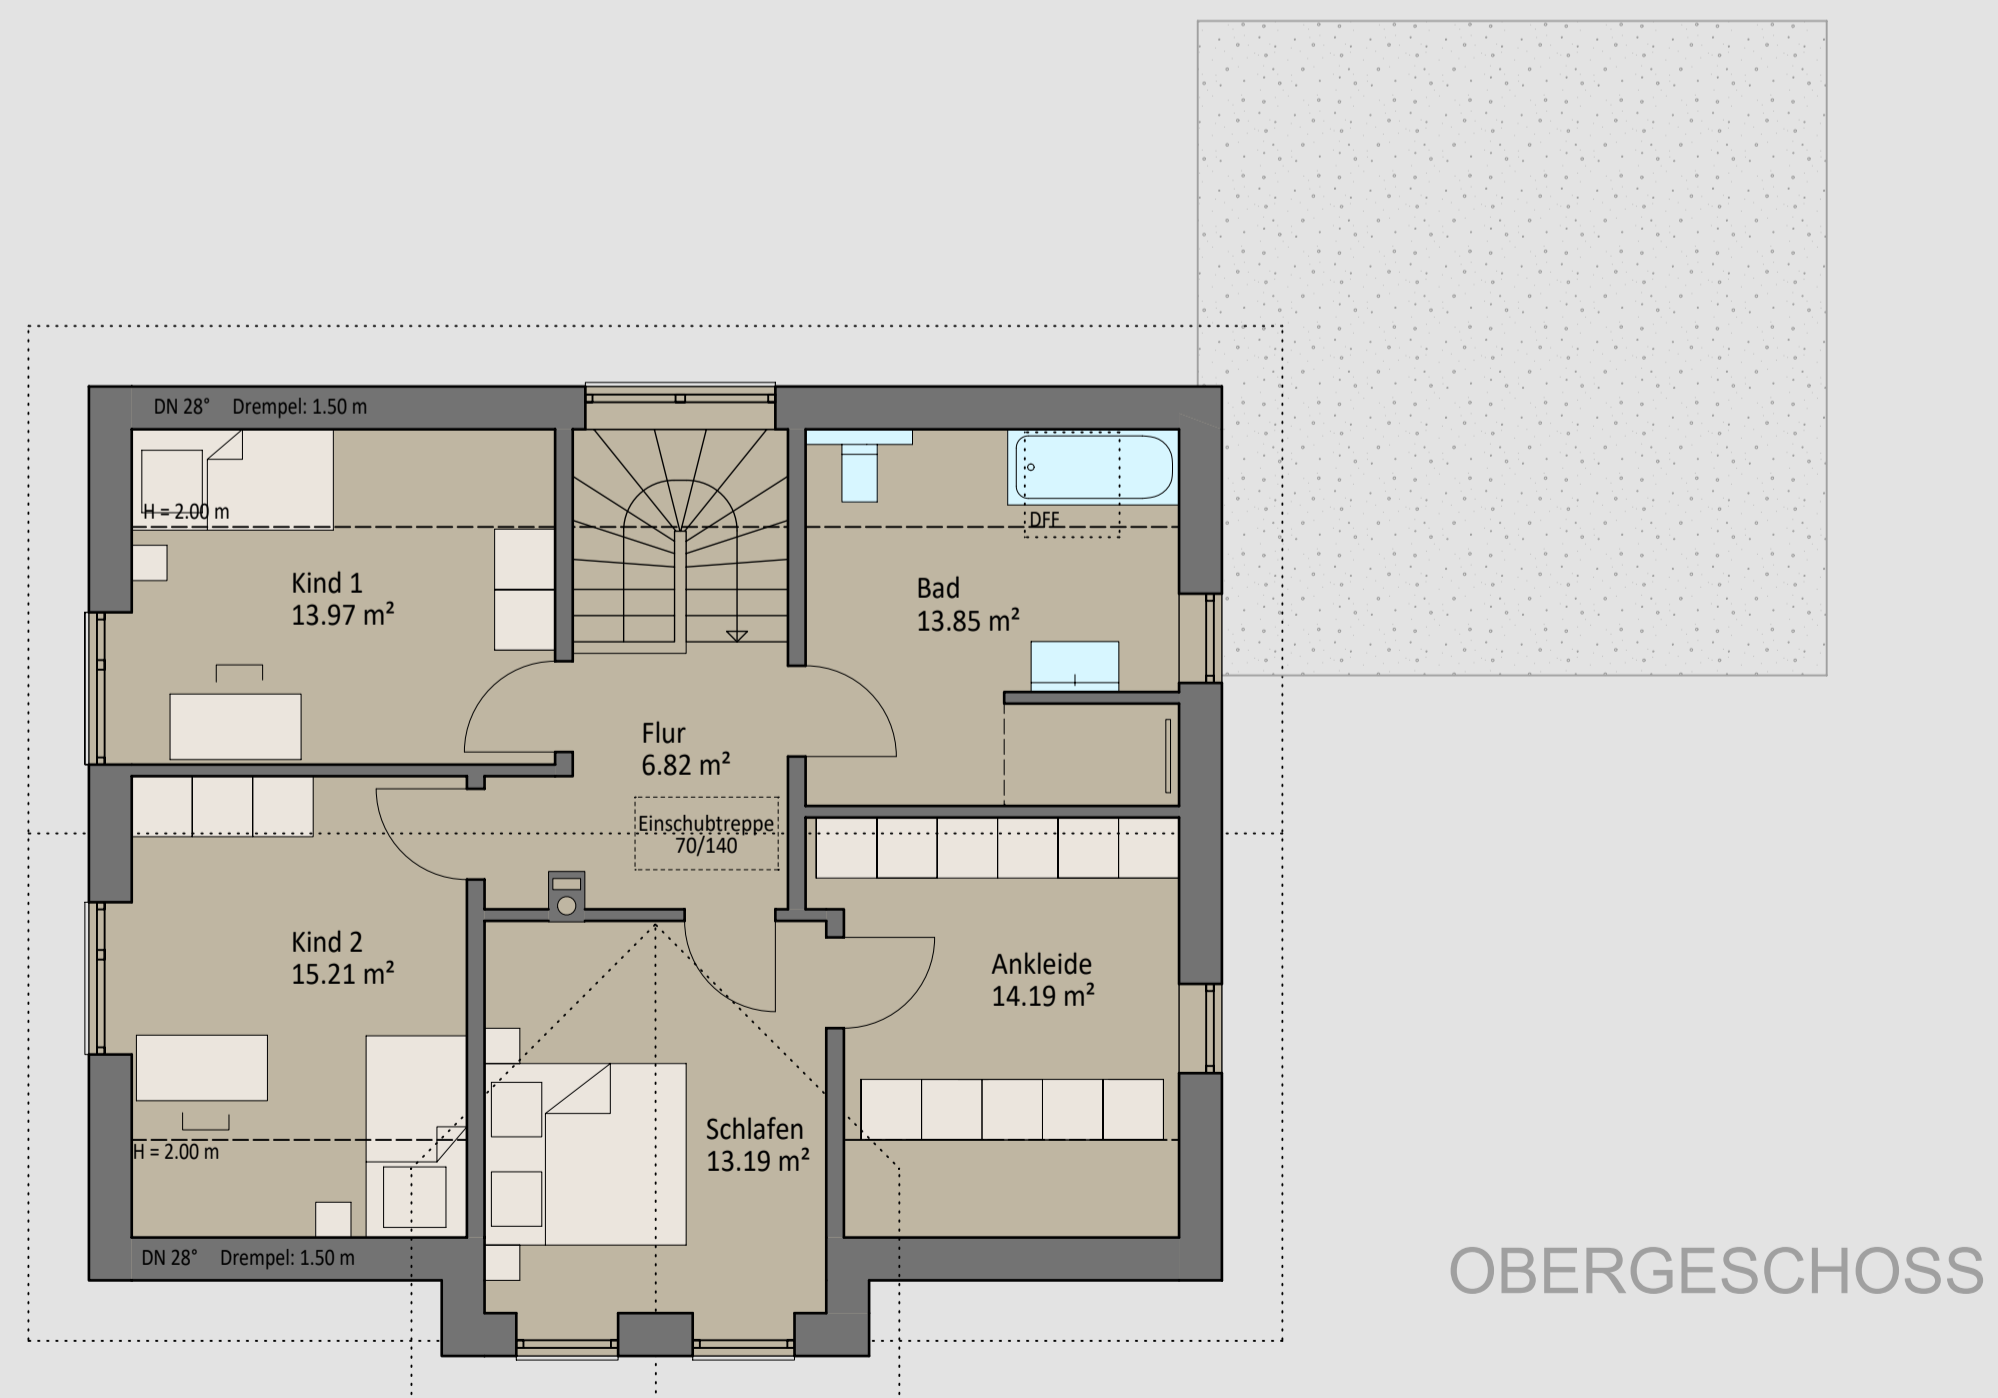 DN 28° Drempel: 1.50 m
H = 2.00 m
DFF
Kind 1
13.97 m²
Bad
13.85 m²
Flur
6.82 m²
Einschubtreppe
70/140
Kind 2
15.21 m²
Ankleide
14.19 m²
Schlafen
13.19 m²
H = 2.00 m
DN 28° Drempel: 1.50 m
OBERGESCHOSS